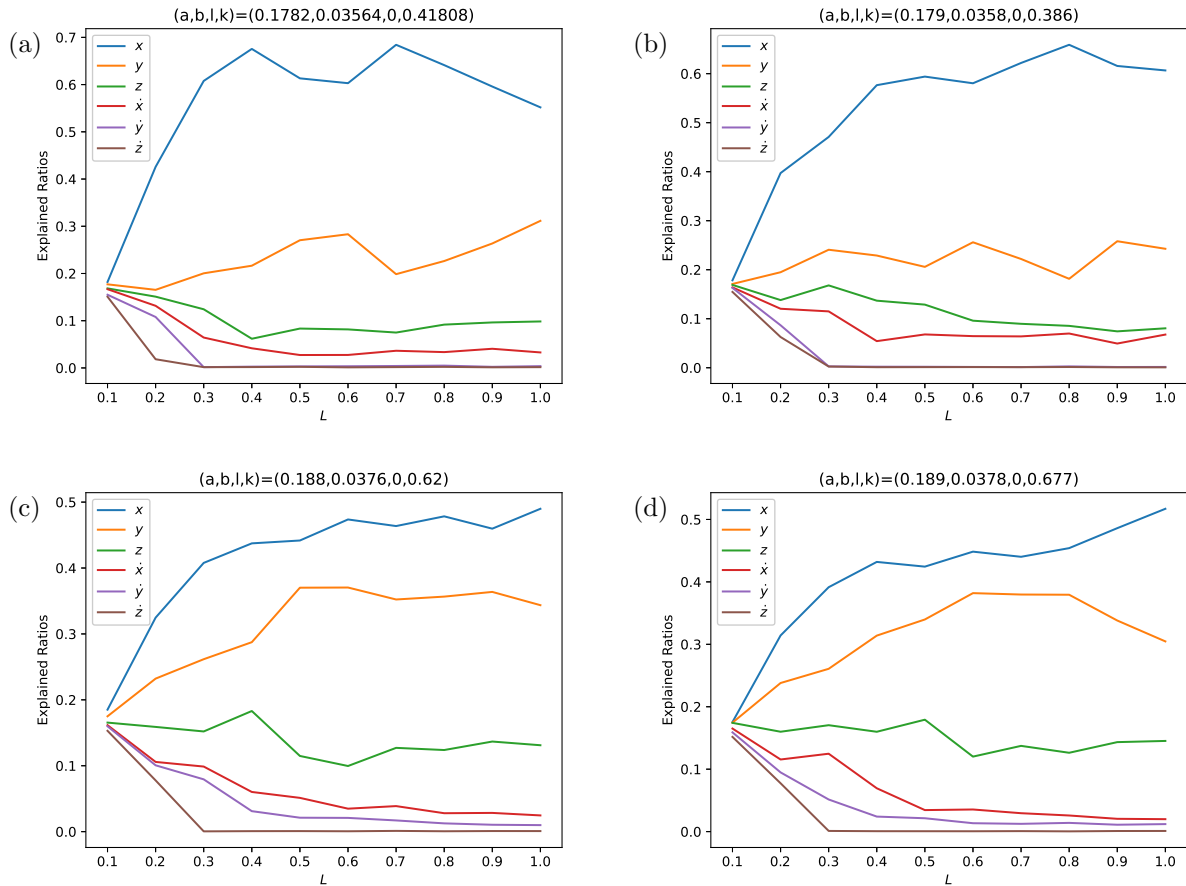 (a)
(a,b,l,k)=(0.1782,0.03564,0,0.41808)
Explained Ratios
0.7
0.6
0.5
0.4
0.3
0.2
0.1
0.0
x
y
z
ẋ
ẏ
ż
0.1 0.2 0.3 0.4 0.5 0.6 0.7 0.8 0.9 1.0
L
(b)
(a,b,l,k)=(0.179,0.0358,0,0.386)
Explained Ratios
0.6
0.5
0.4
0.3
0.2
0.1
0.0
x
y
z
ẋ
ẏ
ż
0.1 0.2 0.3 0.4 0.5 0.6 0.7 0.8 0.9 1.0
L
(c)
(a,b,l,k)=(0.188,0.0376,0,0.62)
Explained Ratios
0.5
0.4
0.3
0.2
0.1
0.0
x
y
z
ẋ
ẏ
ż
0.1 0.2 0.3 0.4 0.5 0.6 0.7 0.8 0.9 1.0
L
(d)
(a,b,l,k)=(0.189,0.0378,0,0.677)
Explained Ratios
0.5
0.4
0.3
0.2
0.1
0.0
x
y
z
ẋ
ẏ
ż
0.1 0.2 0.3 0.4 0.5 0.6 0.7 0.8 0.9 1.0
L